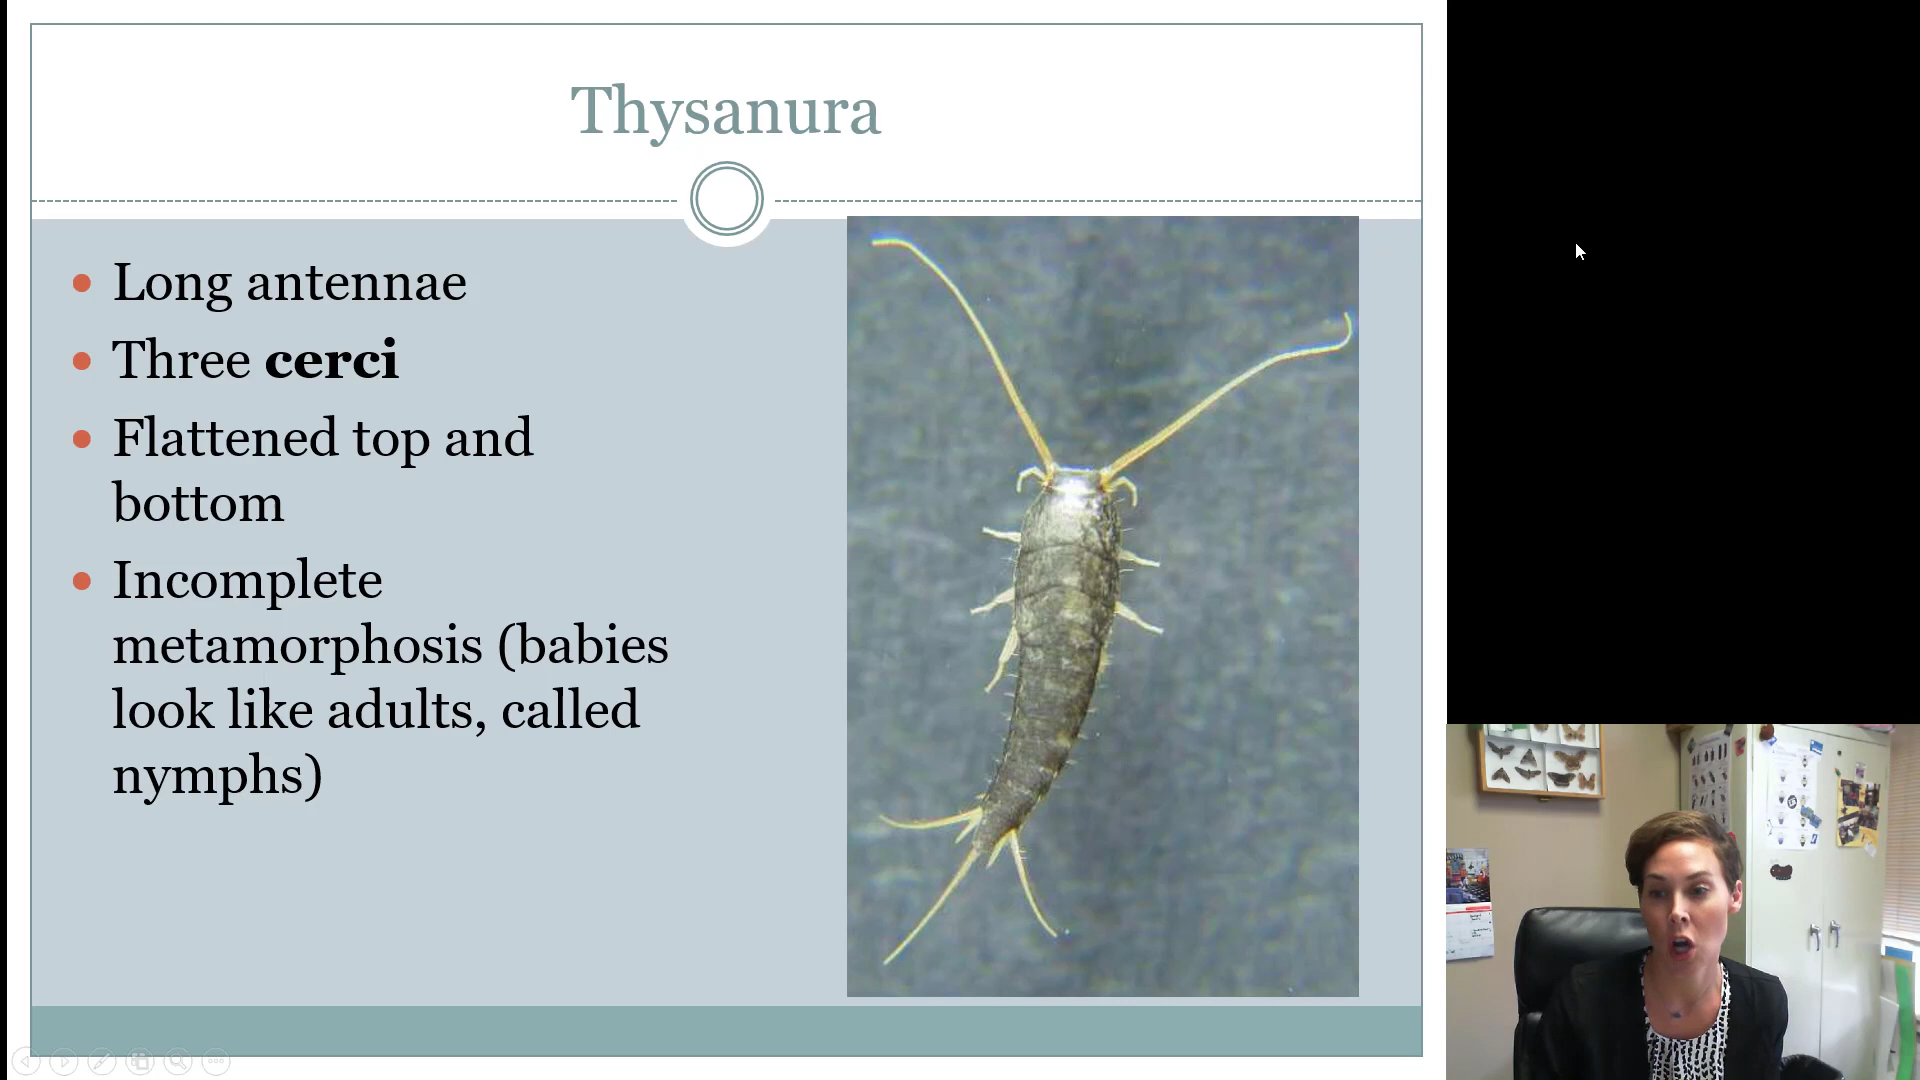 Thysanura
Long antennae
Three cerci
Flattened top and
bottom
Incomplete
metamorphosis (babies
look like adults, called
nymphs)